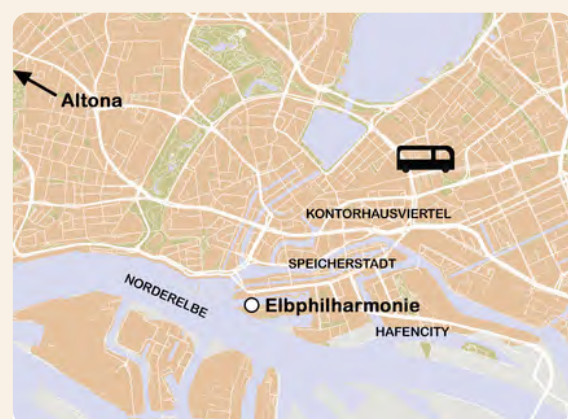 Altona
KONTORHAUSVIERTEL
SPEICHERSTADT
NORDERELBE
Elbphilharmonie
HAFENCITY